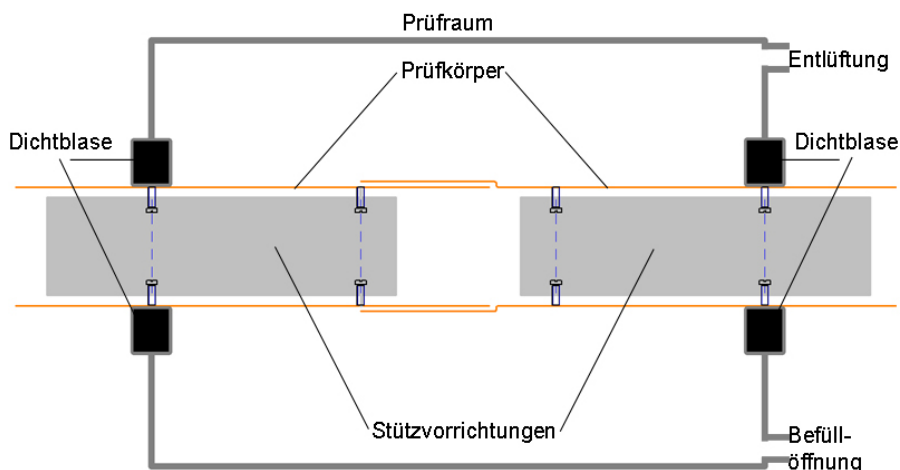 Prüfraum
Entlüftung
Prüfkörper
Dichtblase
Dichtblase
Stützvorrichtungen
Befüll-
öffnung